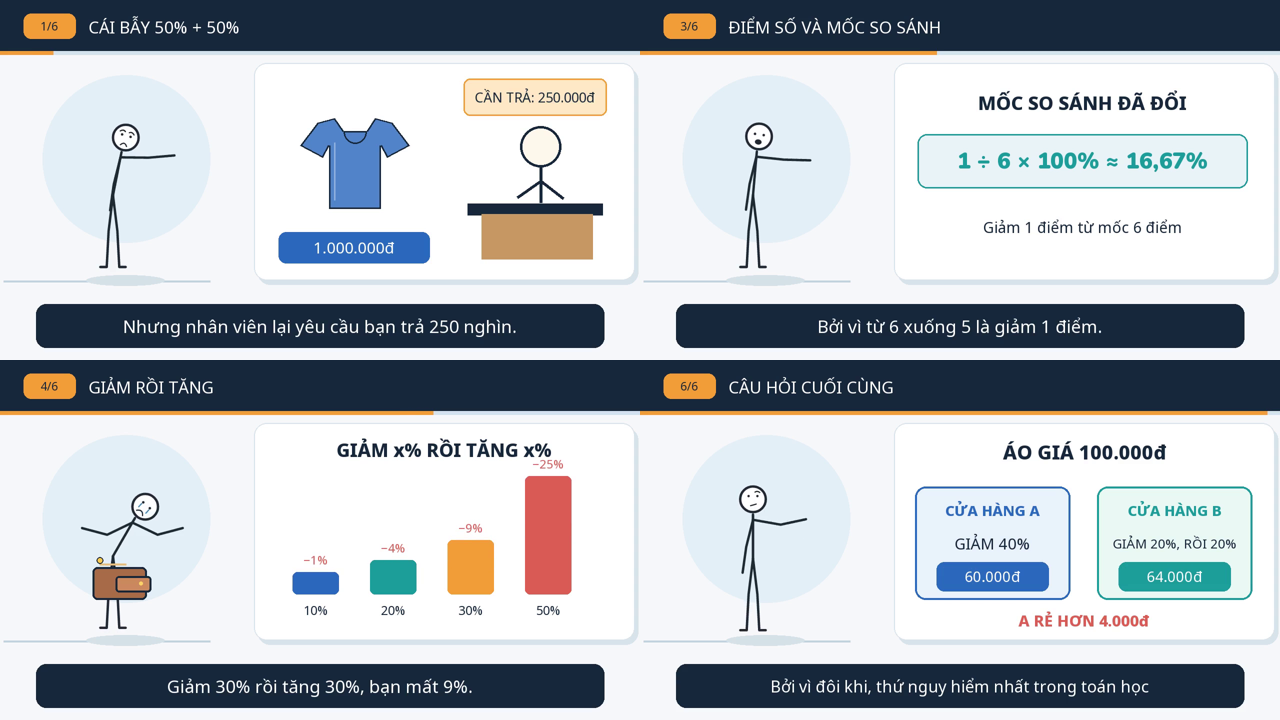 1/6
CÁI BẪY 50% + 50%
CẦN TRẢ: 250.000đ
1.000.000đ
Nhưng nhân viên lại yêu cầu bạn trả 250 nghìn.
3/6
ĐIỂM SỐ VÀ MỐC SO SÁNH
MỐC SO SÁNH ĐÃ ĐỔI
1 ÷ 6 × 100% ≈ 16,67%
Giảm 1 điểm từ mốc 6 điểm
Bởi vì từ 6 xuống 5 là giảm 1 điểm.
4/6
GIẢM RỒI TĂNG
GIẢM x% RỒI TĂNG x%
−1%
−4%
−9%
−25%
10%
20%
30%
50%
Giảm 30% rồi tăng 30%, bạn mất 9%.
6/6
CÂU HỎI CUỐI CÙNG
ÁO GIÁ 100.000đ
CỬA HÀNG A
GIẢM 40%
60.000đ
CỬA HÀNG B
GIẢM 20%, RỒI 20%
64.000đ
A RẺ HƠN 4.000đ
Bởi vì đôi khi, thứ nguy hiểm nhất trong toán học